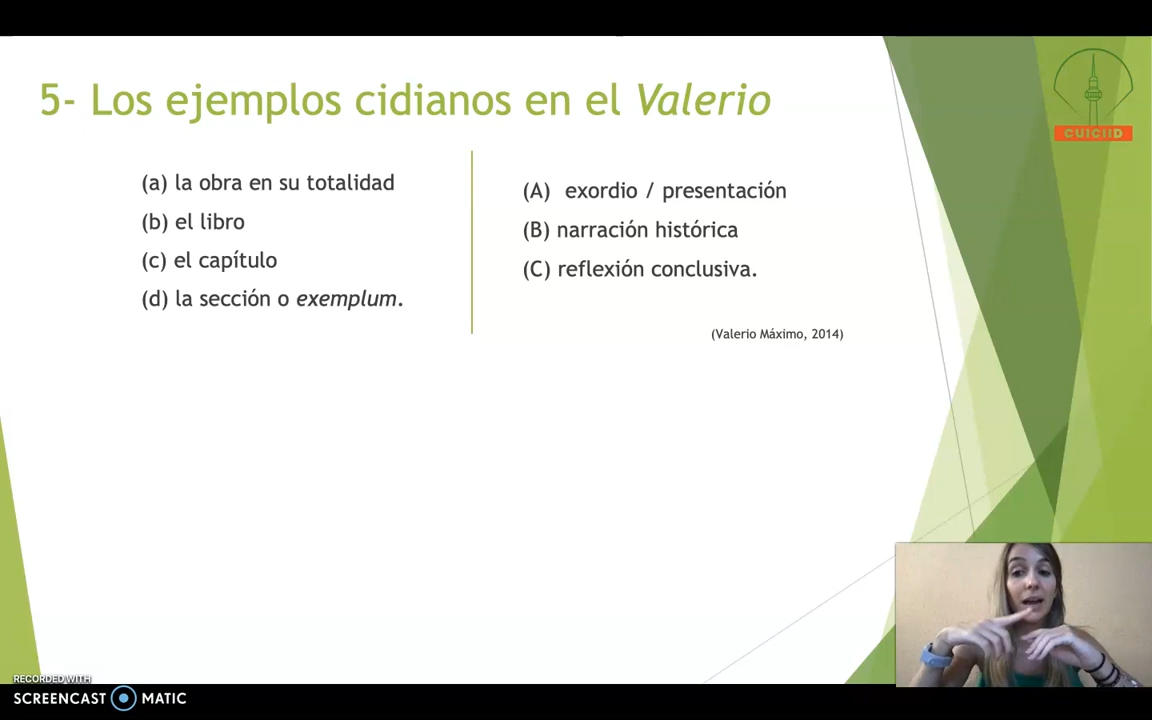 5- Los ejemplos cidianos en el Valerio
CUICIID
(a) la obra en su totalidad
(b) el libro
(c) el capítulo
(d) la sección o exemplum.
(A) exordio / presentación
(B) narración histórica
(C) reflexión conclusiva.
(Valerio Máximo, 2014)
RECORDED WITH
SCREENCAST MATIC